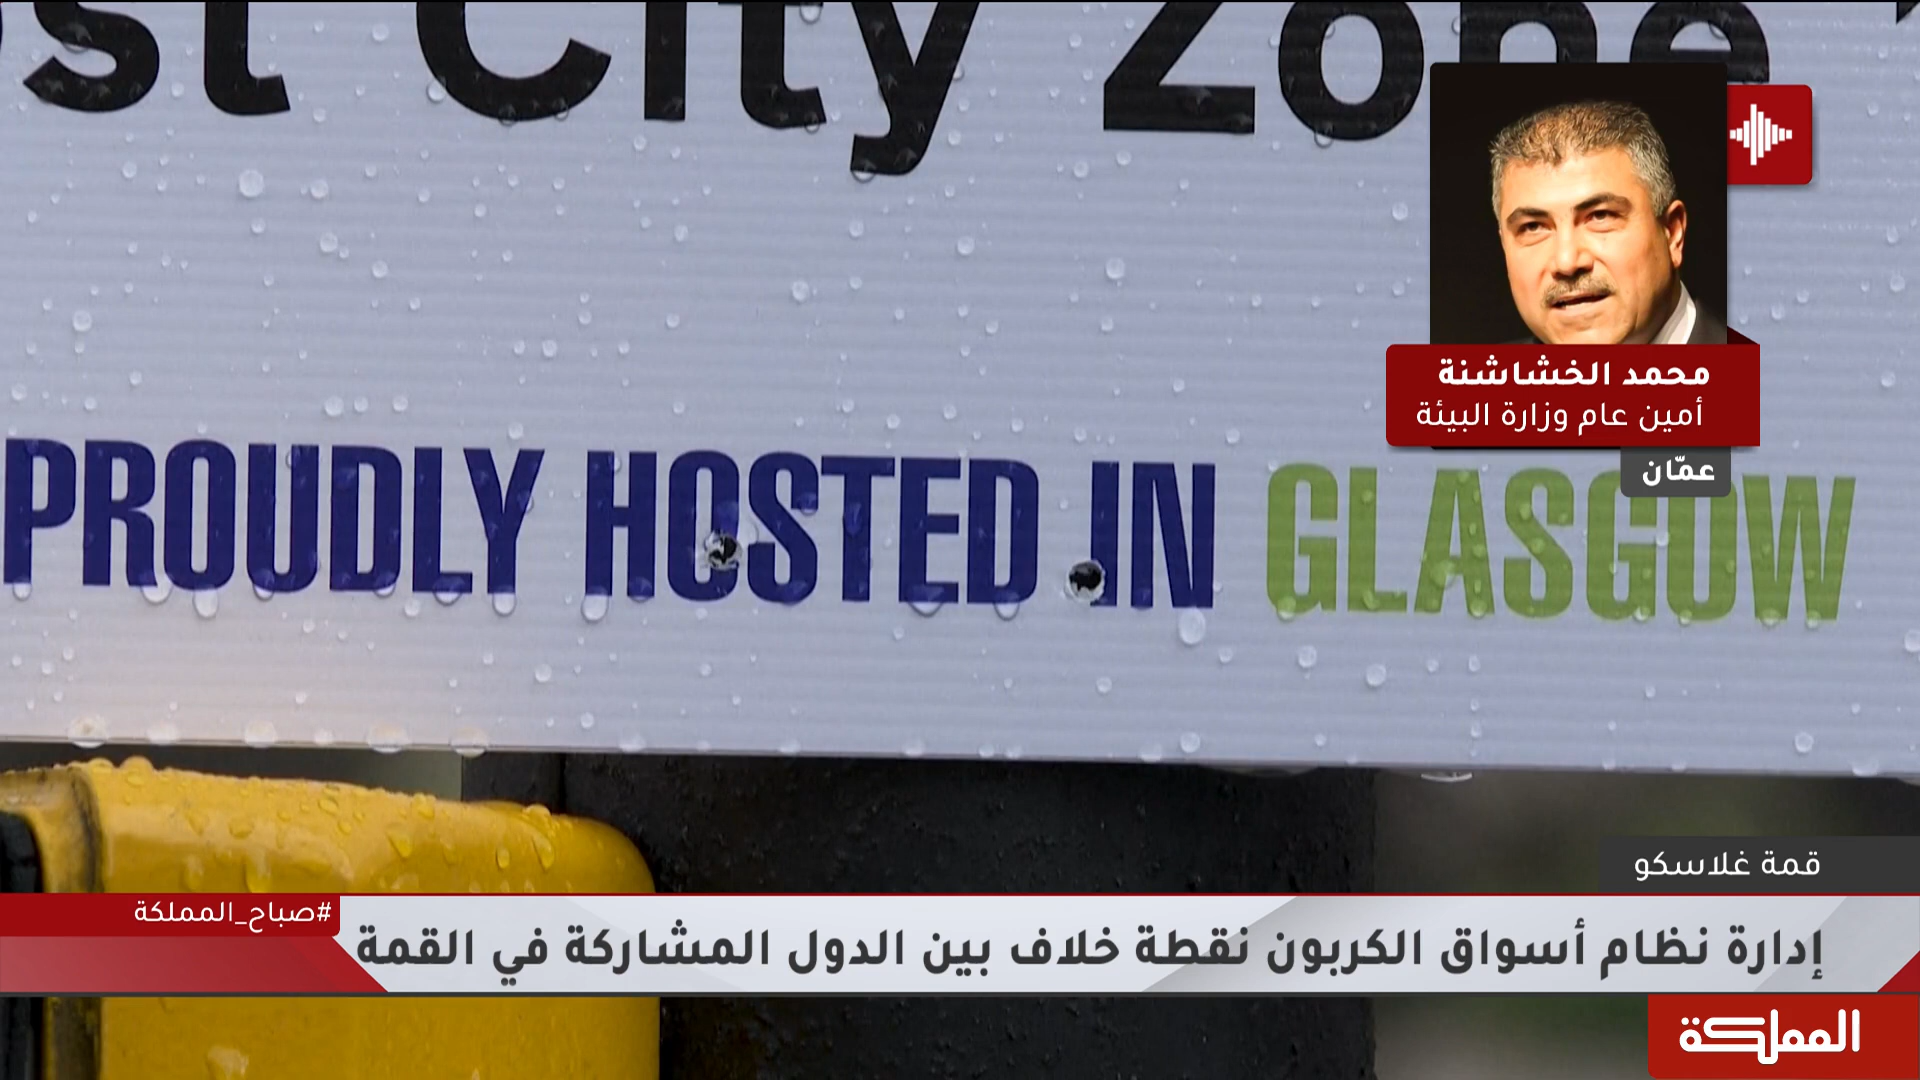 st City Zone
محمد الخشاشنة
أمين عام وزارة البيئة
عمّان
PROUDLY HOSTED IN GLASGOW
قمة غلاسكو
#صباح_المملكة
إدارة نظام أسواق الكربون نقطة خلاف بين الدول المشاركة في القمة
المملكة